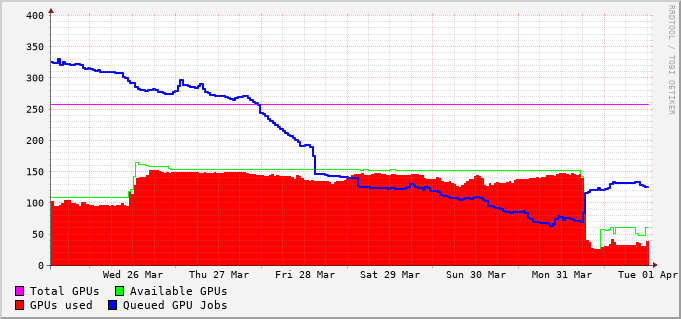 400
350
300
250
200
150
100
50
0
Wed 26 Mar Thu 27 Mar Fri 28 Mar Sat 29 Mar Sun 30 Mar Mon 31 Mar Tue 01 Apr
Total GPUs Available GPUs
GPUs used Queued GPU Jobs
RRDTOOL / TOBI OETIKER